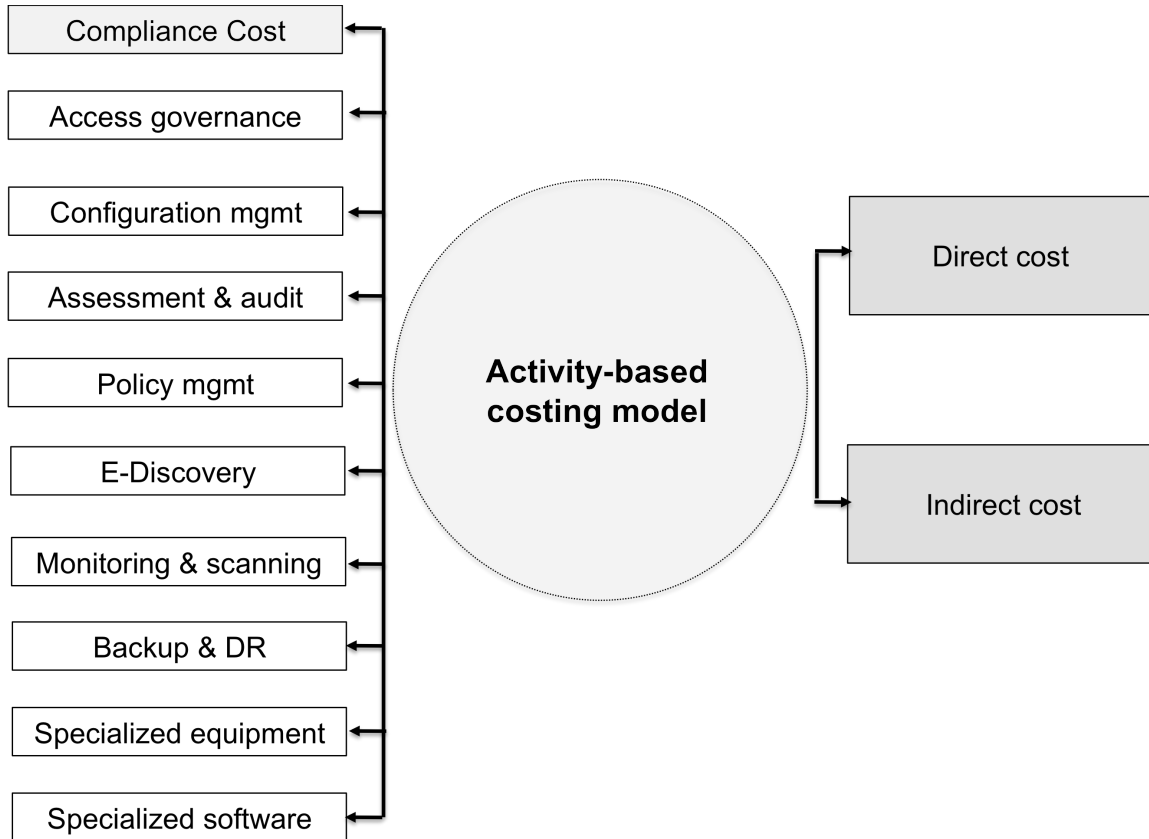 Compliance Cost
Access governance
Configuration mgmt
Assessment & audit
Policy mgmt
E-Discovery
Monitoring & scanning
Backup & DR
Specialized equipment
Specialized software
Activity-based
costing model
Direct cost
Indirect cost